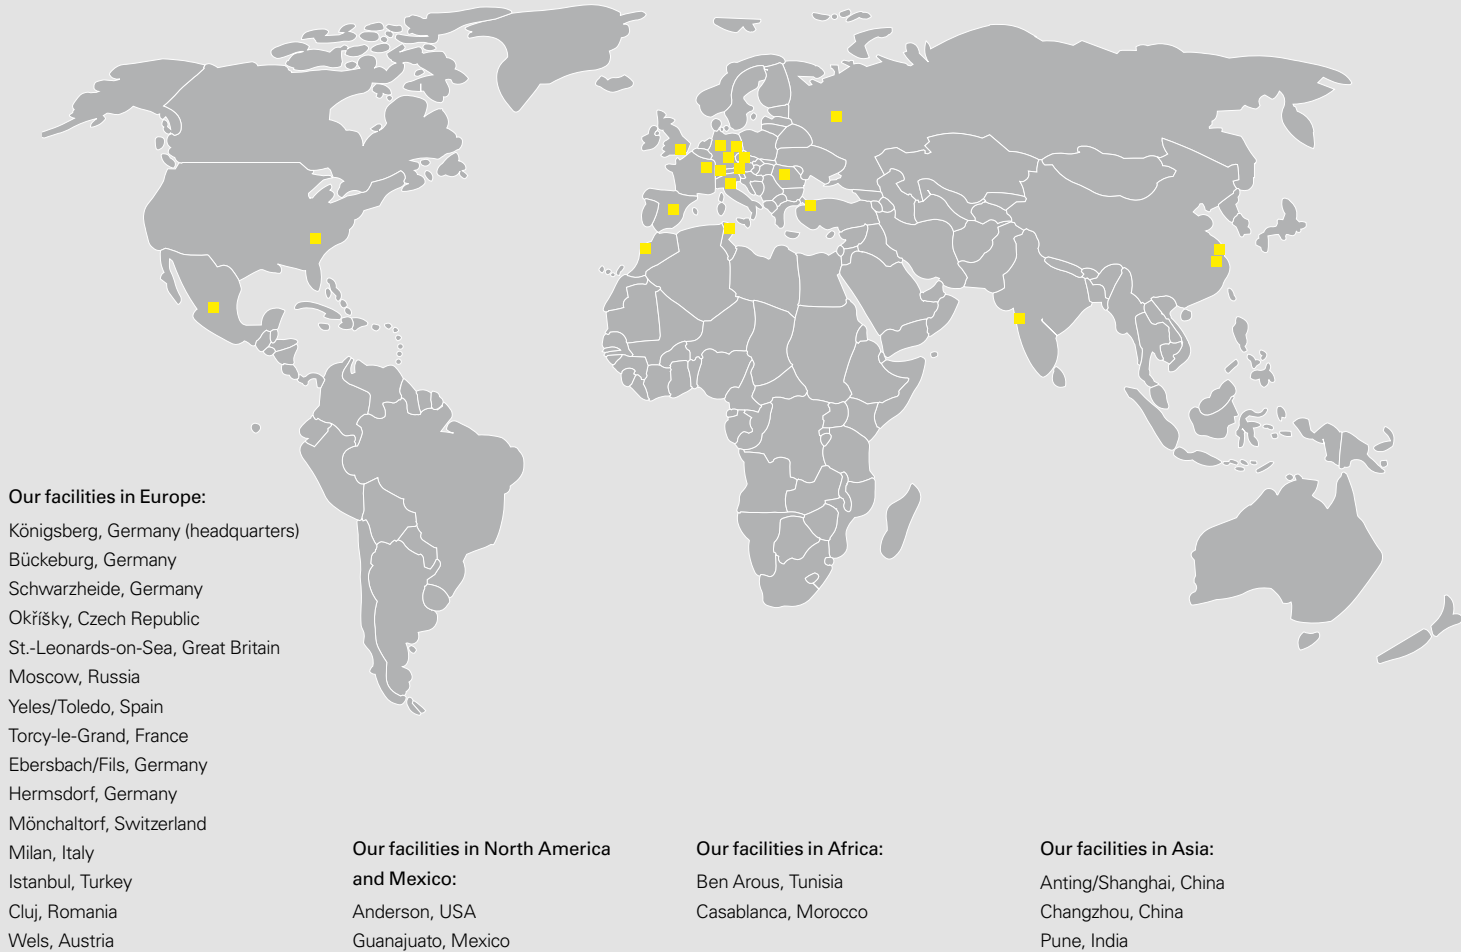 Our facilities in Europe:
Königsberg, Germany (headquarters)
Bückeburg, Germany
Schwarzheide, Germany
Okříšky, Czech Republic
St.-Leonards-on-Sea, Great Britain
Moscow, Russia
Yeles/Toledo, Spain
Torcy-le-Grand, France
Ebersbach/Fils, Germany
Hermsdorf, Germany
Mönchaltorf, Switzerland
Milan, Italy
Istanbul, Turkey
Cluj, Romania
Wels, Austria
Our facilities in North America
and Mexico:
Anderson, USA
Guanajuato, Mexico
Our facilities in Africa:
Ben Arous, Tunisia
Casablanca, Morocco
Our facilities in Asia:
Anting/Shanghai, China
Changzhou, China
Pune, India